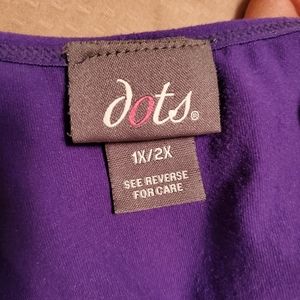 dots®
1X/2X
SEE REVERSE
FOR CARE